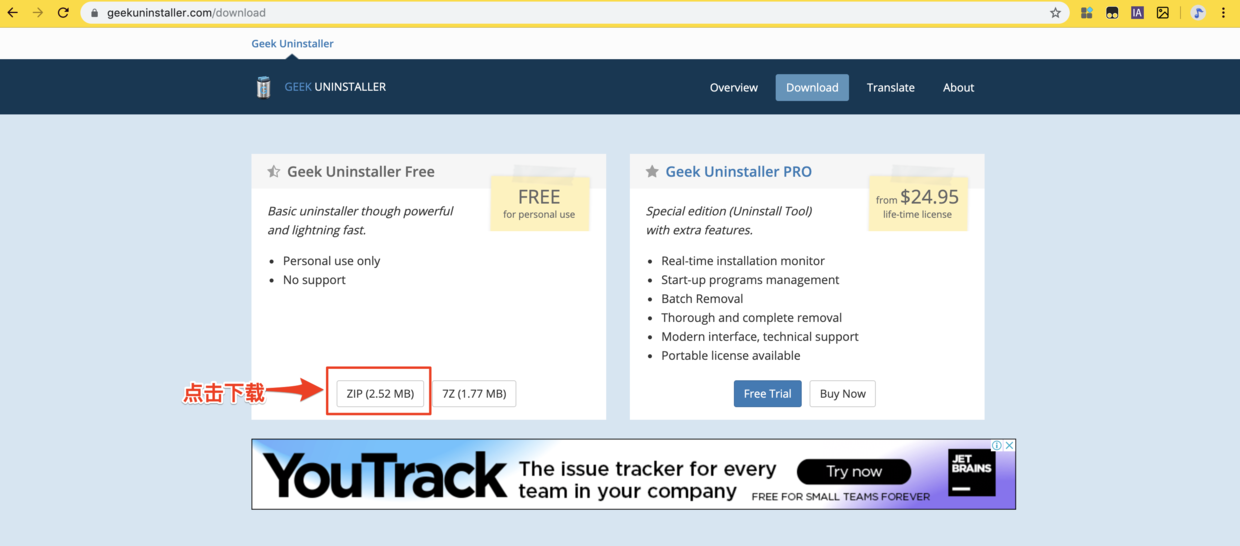 geekuninstaller.com/download
IA
Geek Uninstaller
GEEK UNINSTALLER
Overview
Download
Translate
About
Geek Uninstaller Free
FREE
for personal use
Basic uninstaller though powerful
and lightning fast.
• Personal use only
• No support
点击下载
ZIP (2.52 MB)
7Z (1.77 MB)
Geek Uninstaller PRO
from $24.95
life-time license
Special edition (Uninstall Tool)
with extra features.
• Real-time installation monitor
• Start-up programs management
• Batch Removal
• Thorough and complete removal
• Modern interface, technical support
• Portable license available
Free Trial
Buy Now
YouTrack
The issue tracker for every
team in your company
Try now
FREE FOR SMALL TEAMS FOREVER
JET
BRAINS